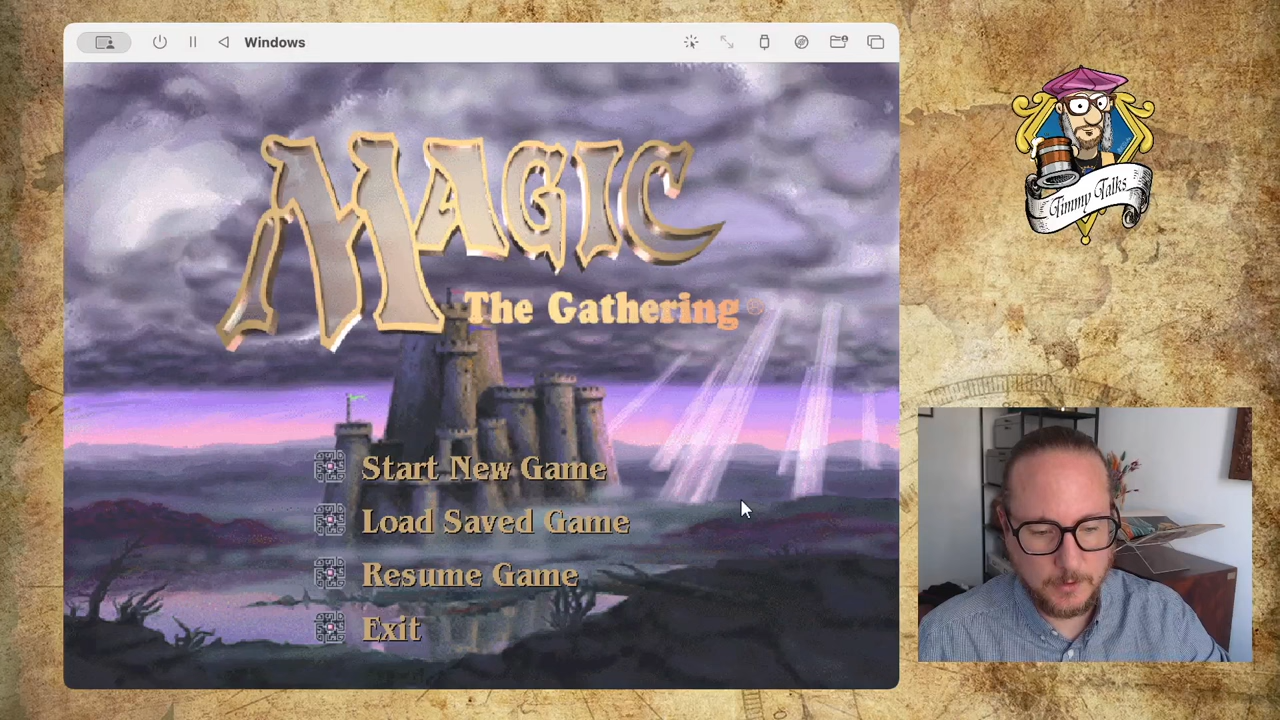 Windows
MAGIC
The Gathering®
Timmy Talks
Start New Game
Load Saved Game
Resume Game
Exit